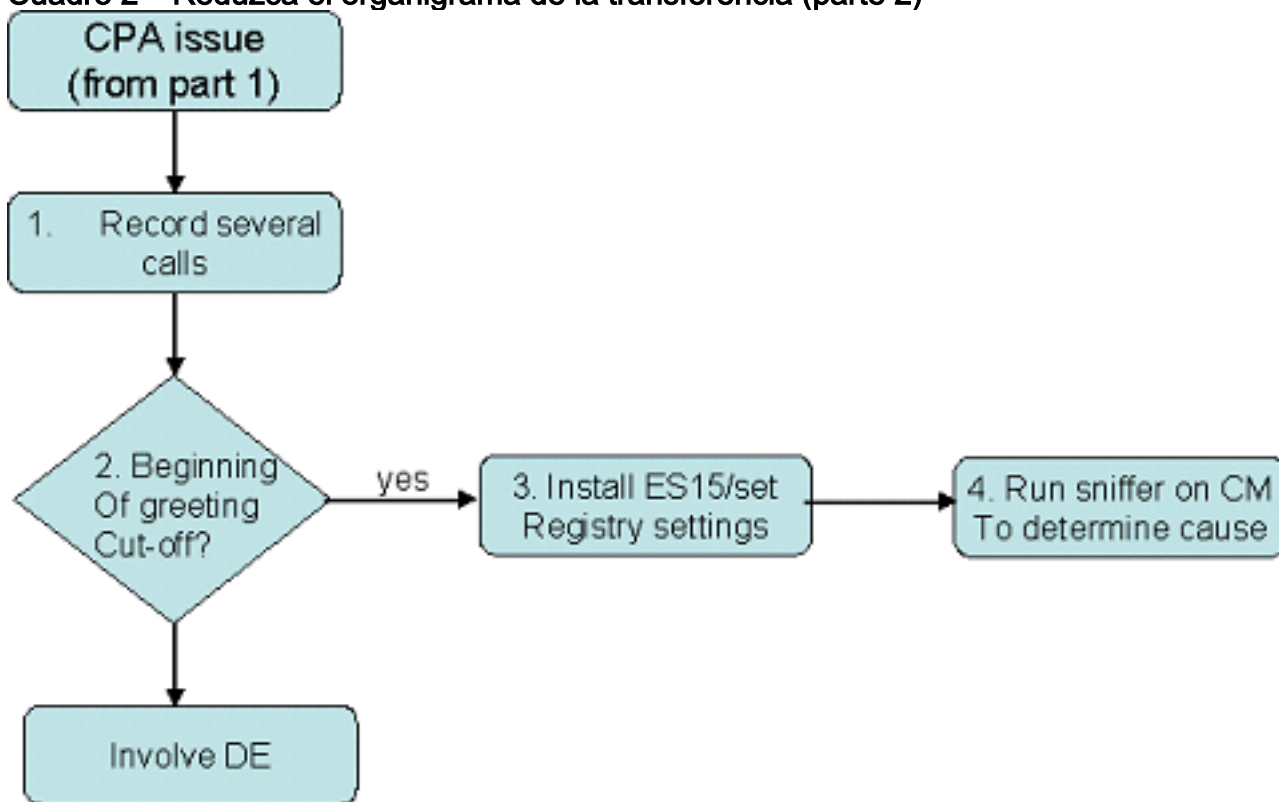 Cuadro 2 – Reduzca el organigrama de la transferencia (parte 2)
CPA issue
(from part 1)
1. Record several
calls
2. Beginning
Of greeting
Cut-off?
yes
3. Install ES15/set
Registry settings
4. Run sniffer on CM
To determine cause
Involve DE